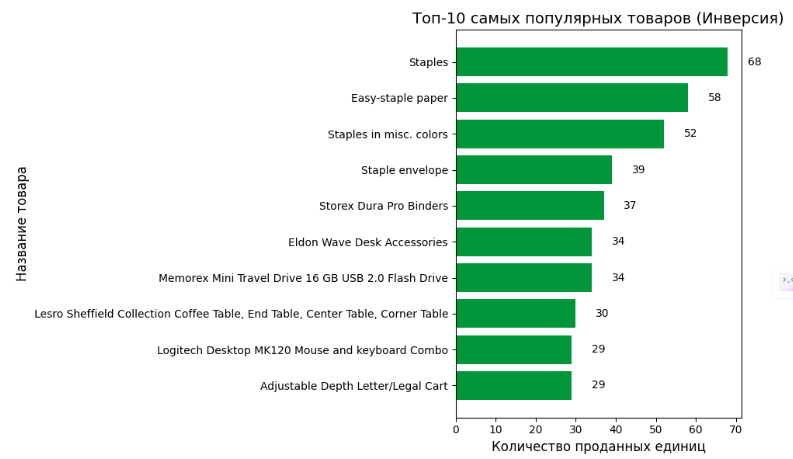 Топ-10 самых популярных товаров (Инверсия)
Название товара
Staples
68
Easy-staple paper
58
Staples in misc. colors
52
Staple envelope
39
Storex Dura Pro Binders
37
Eldon Wave Desk Accessories
34
Memorex Mini Travel Drive 16 GB USB 2.0 Flash Drive
34
Lesro Sheffield Collection Coffee Table, End Table, Center Table, Corner Table
30
Logitech Desktop MK120 Mouse and keyboard Combo
29
Adjustable Depth Letter/Legal Cart
29
0 10 20 30 40 50 60 70
Количество проданных единиц